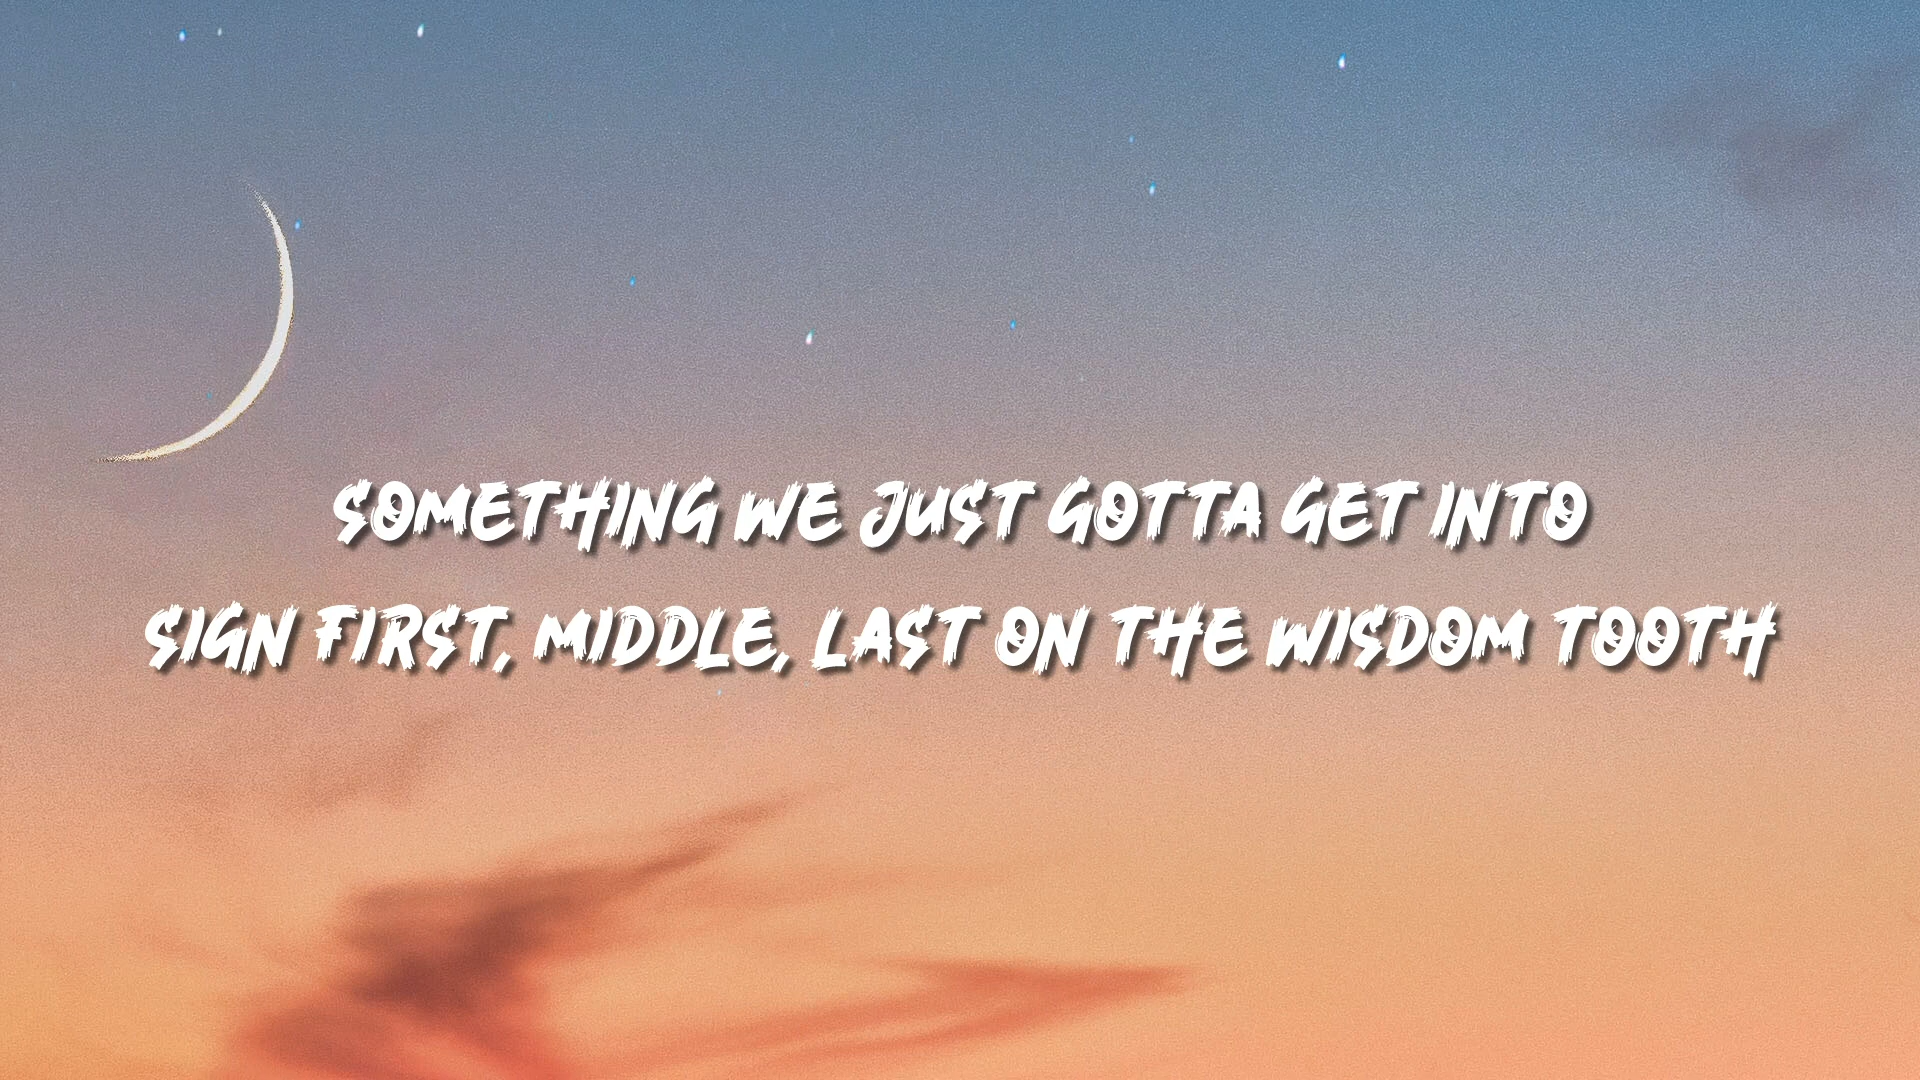 SOMETHING WE JUST GOTTA GET INTO
SIGN FIRST, MIDDLE, LAST ON THE WISDOM TOOTH